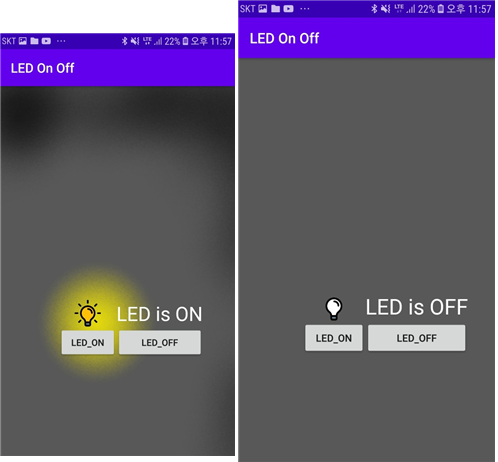 SKT ... LTE 22% 오후 11:57
LED On Off
LED is ON
LED_ON LED_OFF
SKT ... LTE 22% 오후 11:57
LED On Off
LED is OFF
LED_ON LED_OFF